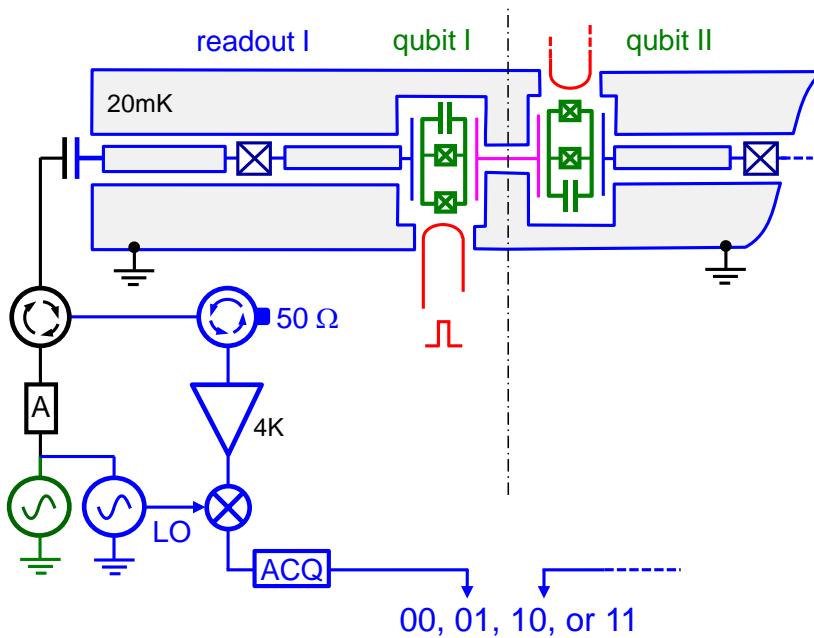 readout I
qubit I
qubit II
20mK
50 Ω
A
4K
LO
ACQ
00, 01, 10, or 11